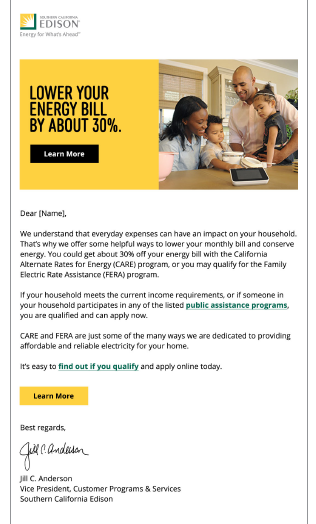 SOUTHERN CALIFORNIA
EDISON
Energy for What's Ahead℠
LOWER YOUR
ENERGY BILL
BY ABOUT 30%.
Learn More
Dear [Name],
We understand that everyday expenses can have an impact on your household.
That's why we offer some helpful ways to lower your monthly bill and conserve
energy. You could get about 30% off your energy bill with the California
Alternate Rates for Energy (CARE) program, or you may qualify for the Family
Electric Rate Assistance (FERA) program.
If your household meets the current income requirements, or if someone in
your household participates in any of the listed public assistance programs,
you are qualified and can apply now.
CARE and FERA are just some of the many ways we are dedicated to providing
affordable and reliable electricity for your home.
It's easy to find out if you qualify and apply online today.
Learn More
Best regards,
Jill C. Anderson
Jill C. Anderson
Vice President, Customer Programs & Services
Southern California Edison